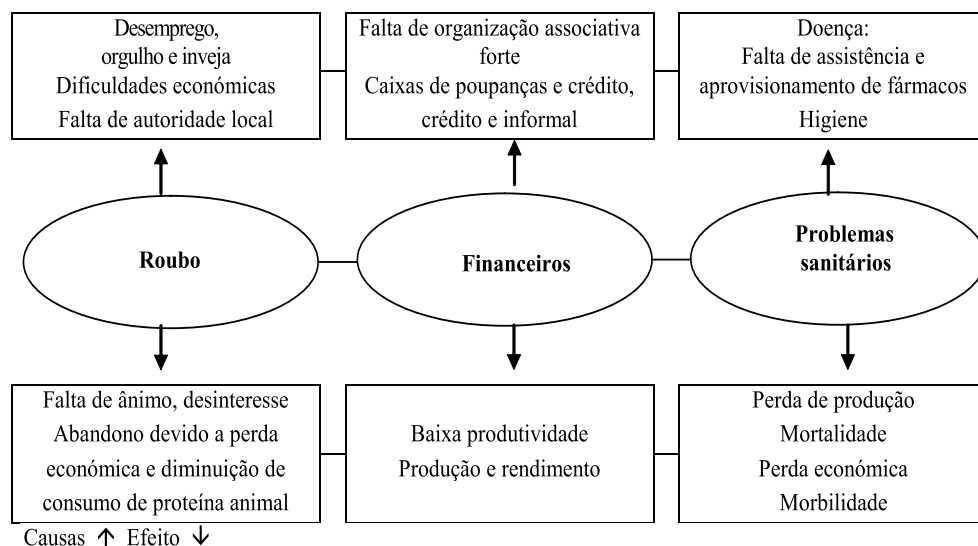 Desemprego,
orgulho e inveja
Dificuldades económicas
Falta de autoridade local
Falta de organização associativa
forte
Caixas de poupanças e crédito,
crédito e informal
Doença:
Falta de assistência e
aprovisionamento de fármacos
Higiene
Roubo
Financeiros
Problemas
sanitários
Falta de ânimo, desinteresse
Abandono devido a perda
económica e diminuição de
consumo de proteína animal
Baixa produtividade
Produção e rendimento
Perda de produção
Mortalidade
Perda económica
Morbilidade
Causas ↑ Efeito ↓